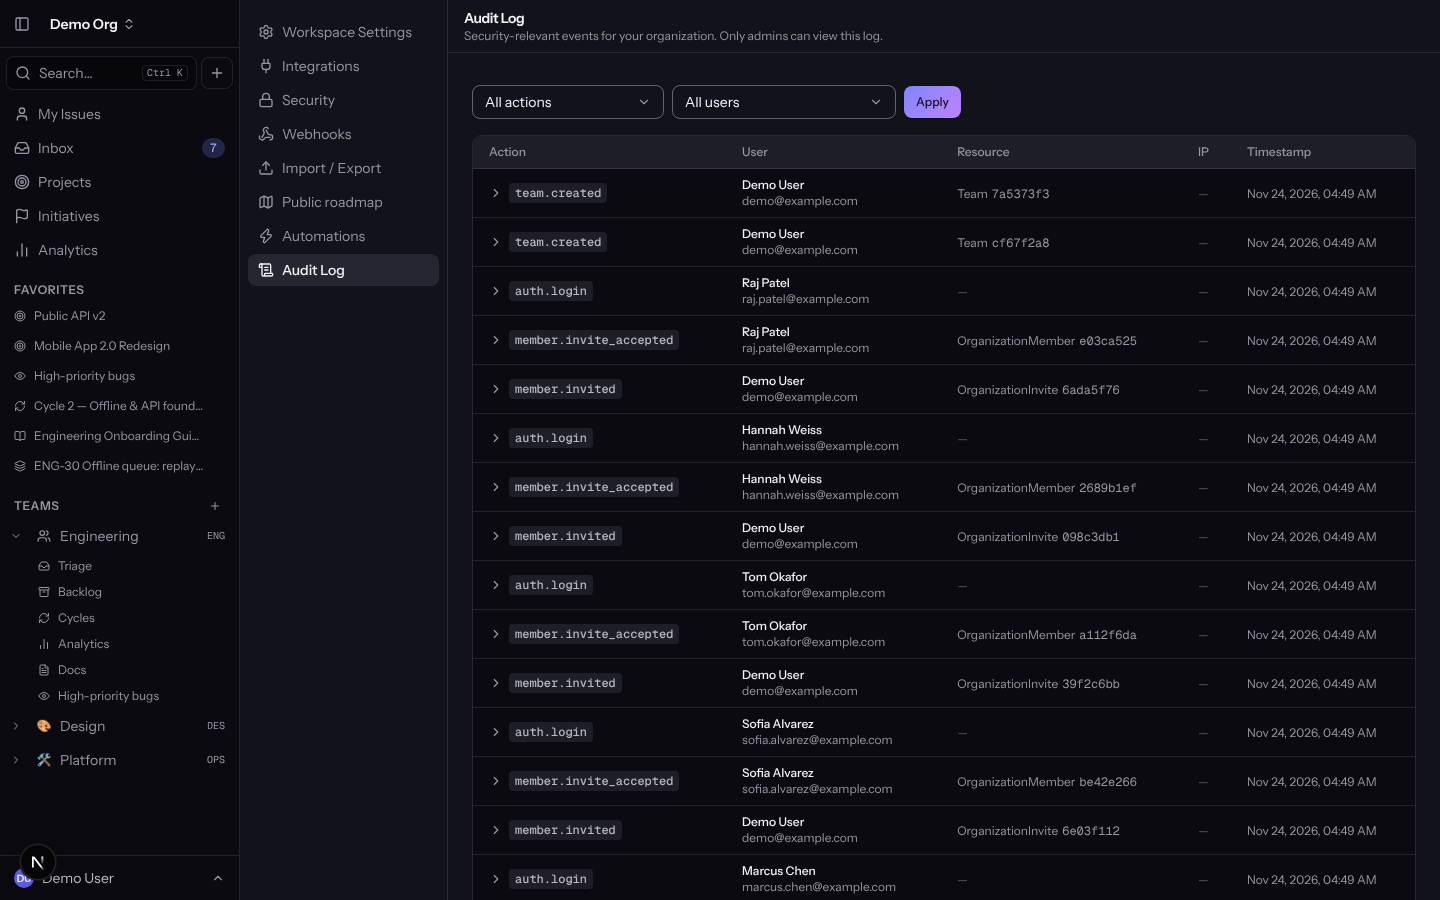 Demo Org
Search...
Ctrl K
My Issues
Inbox
7
Projects
Initiatives
Analytics
FAVORITES
Public API v2
Mobile App 2.0 Redesign
High-priority bugs
Cycle 2 — Offline & API found...
Engineering Onboarding Gui...
ENG-30 Offline queue: replay...
TEAMS
Engineering
ENG
Triage
Backlog
Cycles
Analytics
Docs
High-priority bugs
Design
DES
Platform
OPS
N
Demo User
Workspace Settings
Integrations
Security
Webhooks
Import / Export
Public roadmap
Automations
Audit Log
Audit Log
Security-relevant events for your organization. Only admins can view this log.
All actions
All users
Apply
Action User Resource IP Timestamp
team.created Demo User demo@example.com Team 7a5373f3 — Nov 24, 2026, 04:49 AM
team.created Demo User demo@example.com Team cf67f2a8 — Nov 24, 2026, 04:49 AM
auth.login Raj Patel raj.patel@example.com — — Nov 24, 2026, 04:49 AM
member.invite_accepted Raj Patel raj.patel@example.com OrganizationMember e03ca525 — Nov 24, 2026, 04:49 AM
member.invited Demo User demo@example.com OrganizationInvite 6ada5f76 — Nov 24, 2026, 04:49 AM
auth.login Hannah Weiss hannah.weiss@example.com — — Nov 24, 2026, 04:49 AM
member.invite_accepted Hannah Weiss hannah.weiss@example.com OrganizationMember 2689b1ef — Nov 24, 2026, 04:49 AM
member.invited Demo User demo@example.com OrganizationInvite 098c3db1 — Nov 24, 2026, 04:49 AM
auth.login Tom Okafor tom.okafor@example.com — — Nov 24, 2026, 04:49 AM
member.invite_accepted Tom Okafor tom.okafor@example.com OrganizationMember a112f6da — Nov 24, 2026, 04:49 AM
member.invited Demo User demo@example.com OrganizationInvite 39f2c6bb — Nov 24, 2026, 04:49 AM
auth.login Sofia Alvarez sofia.alvarez@example.com — — Nov 24, 2026, 04:49 AM
member.invite_accepted Sofia Alvarez sofia.alvarez@example.com OrganizationMember be42e266 — Nov 24, 2026, 04:49 AM
member.invited Demo User demo@example.com OrganizationInvite 6e03f112 — Nov 24, 2026, 04:49 AM
auth.login Marcus Chen marcus.chen@example.com — — Nov 24, 2026, 04:49 AM